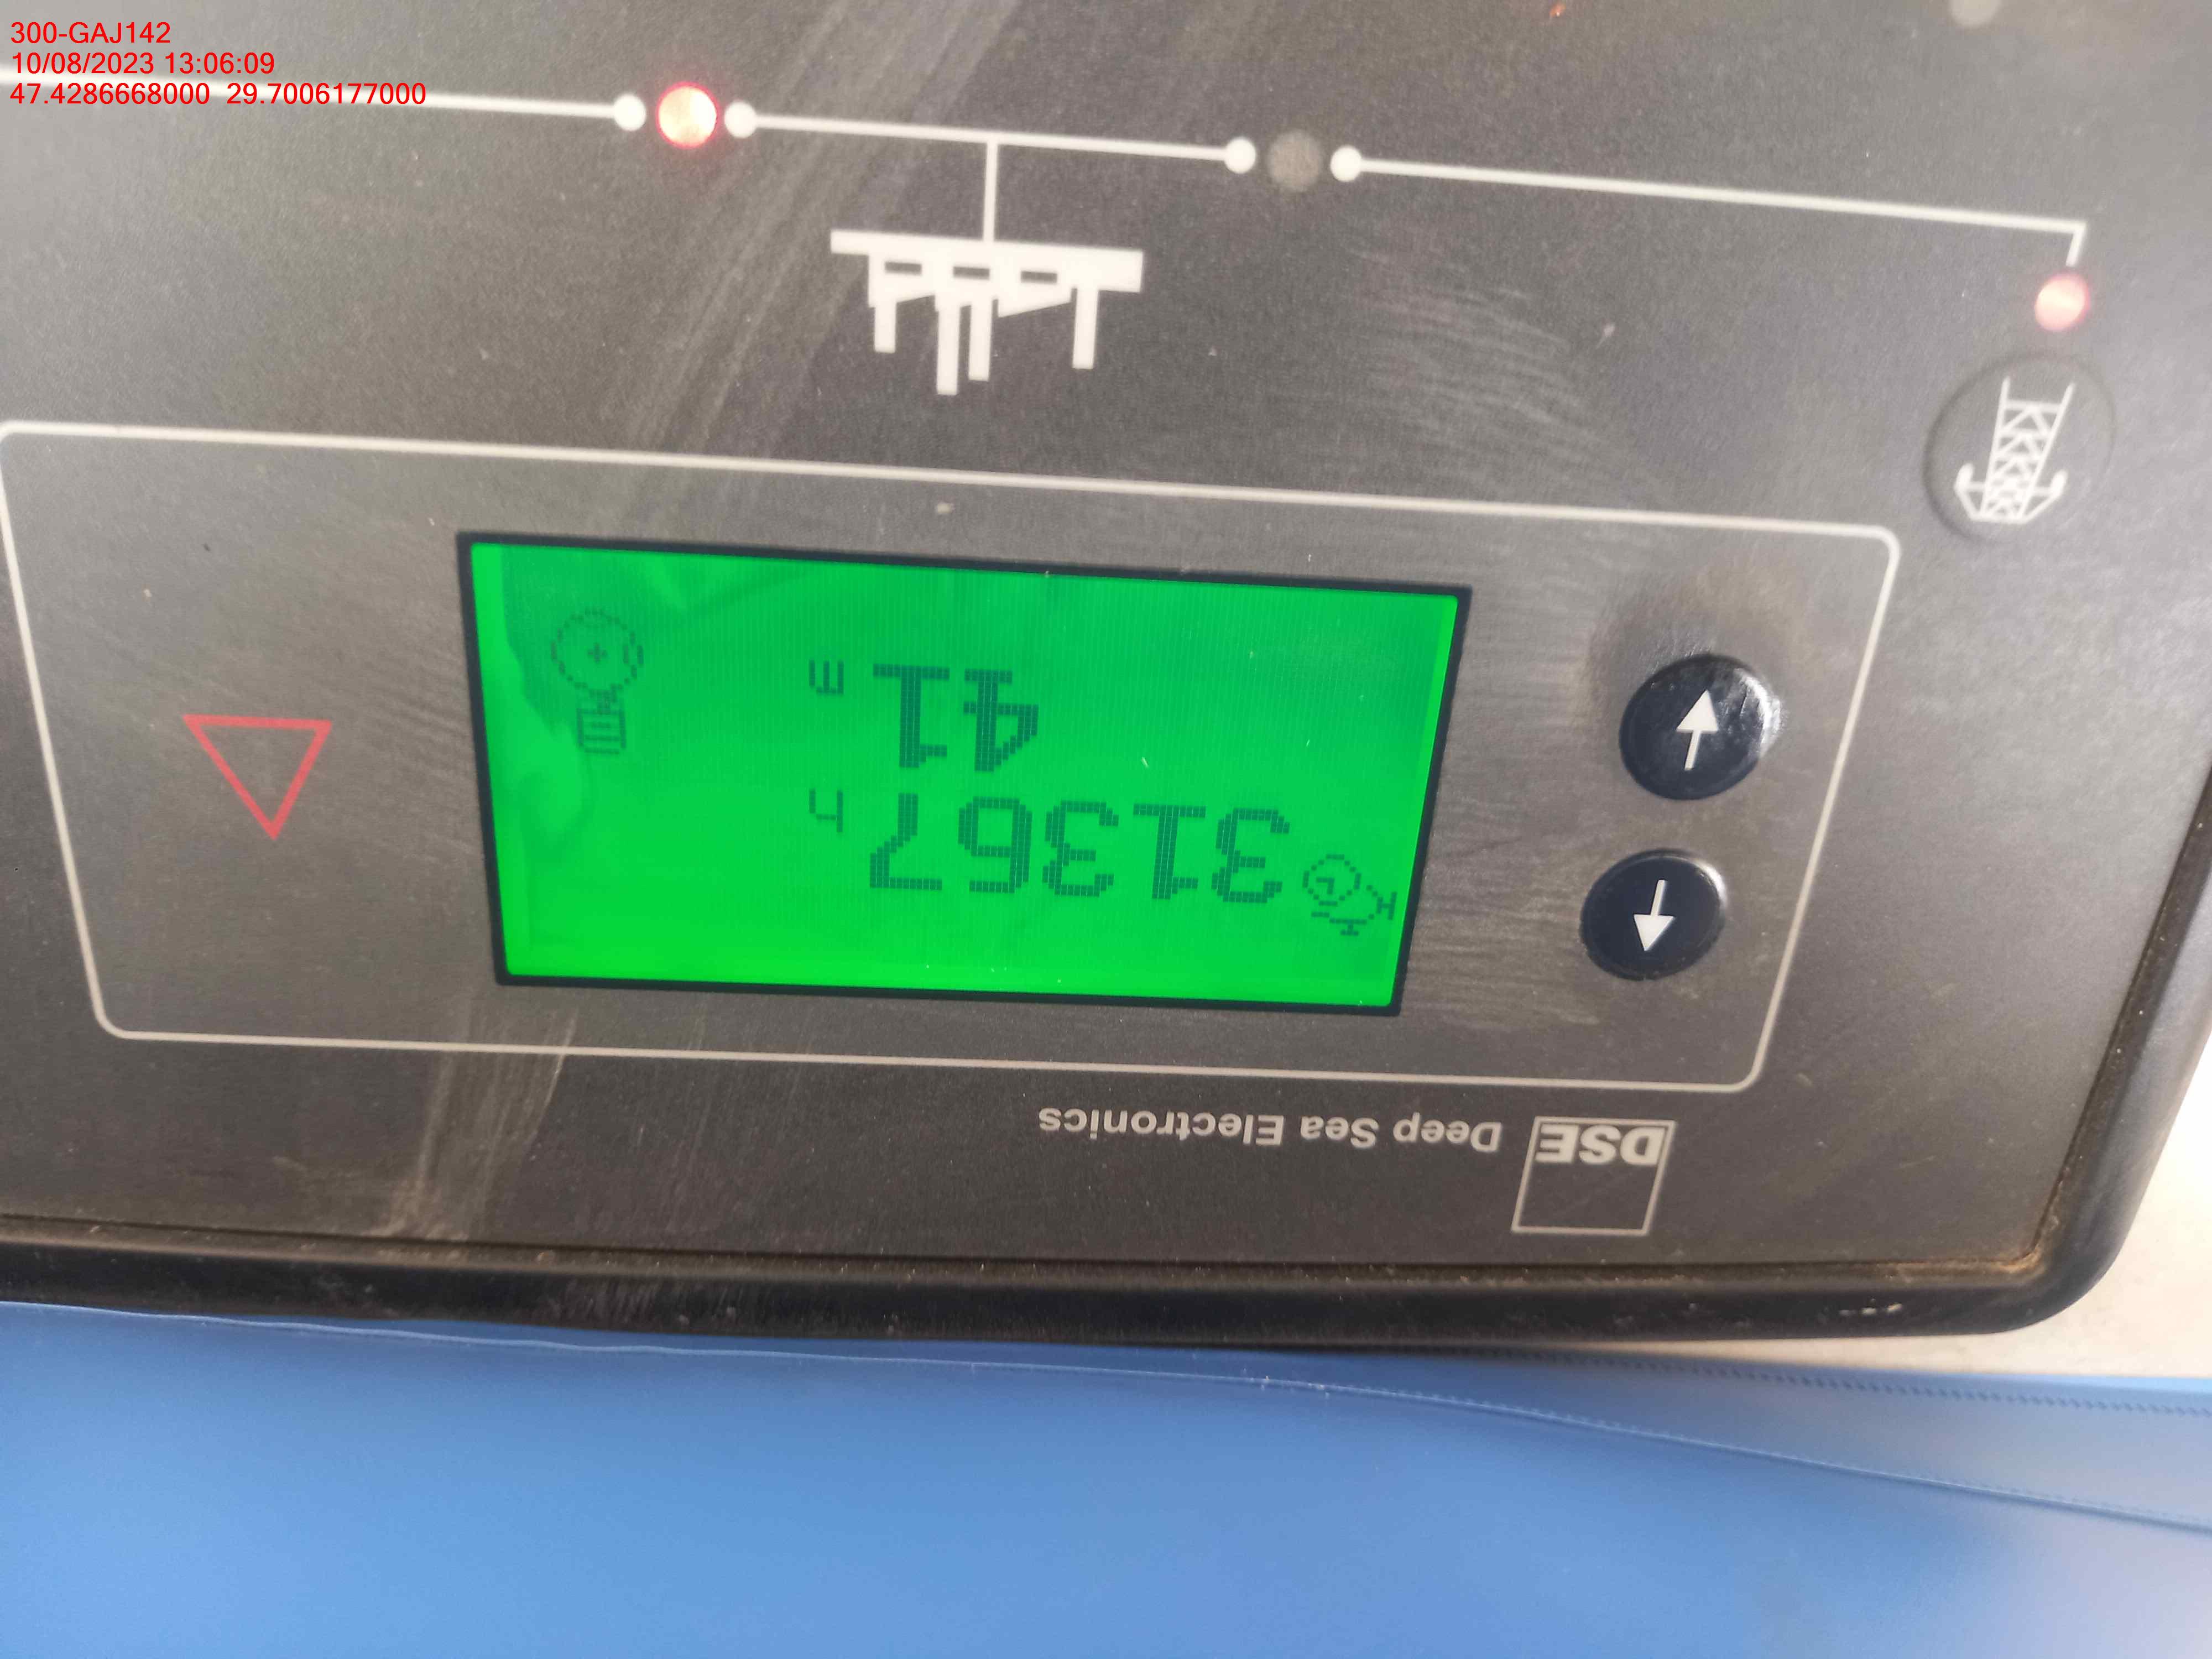 300-GAJ142
10/08/2023 13:06:09
47.4286668000 29.7006177000
DSE Deep Sea Electronics
31367 h
41 m